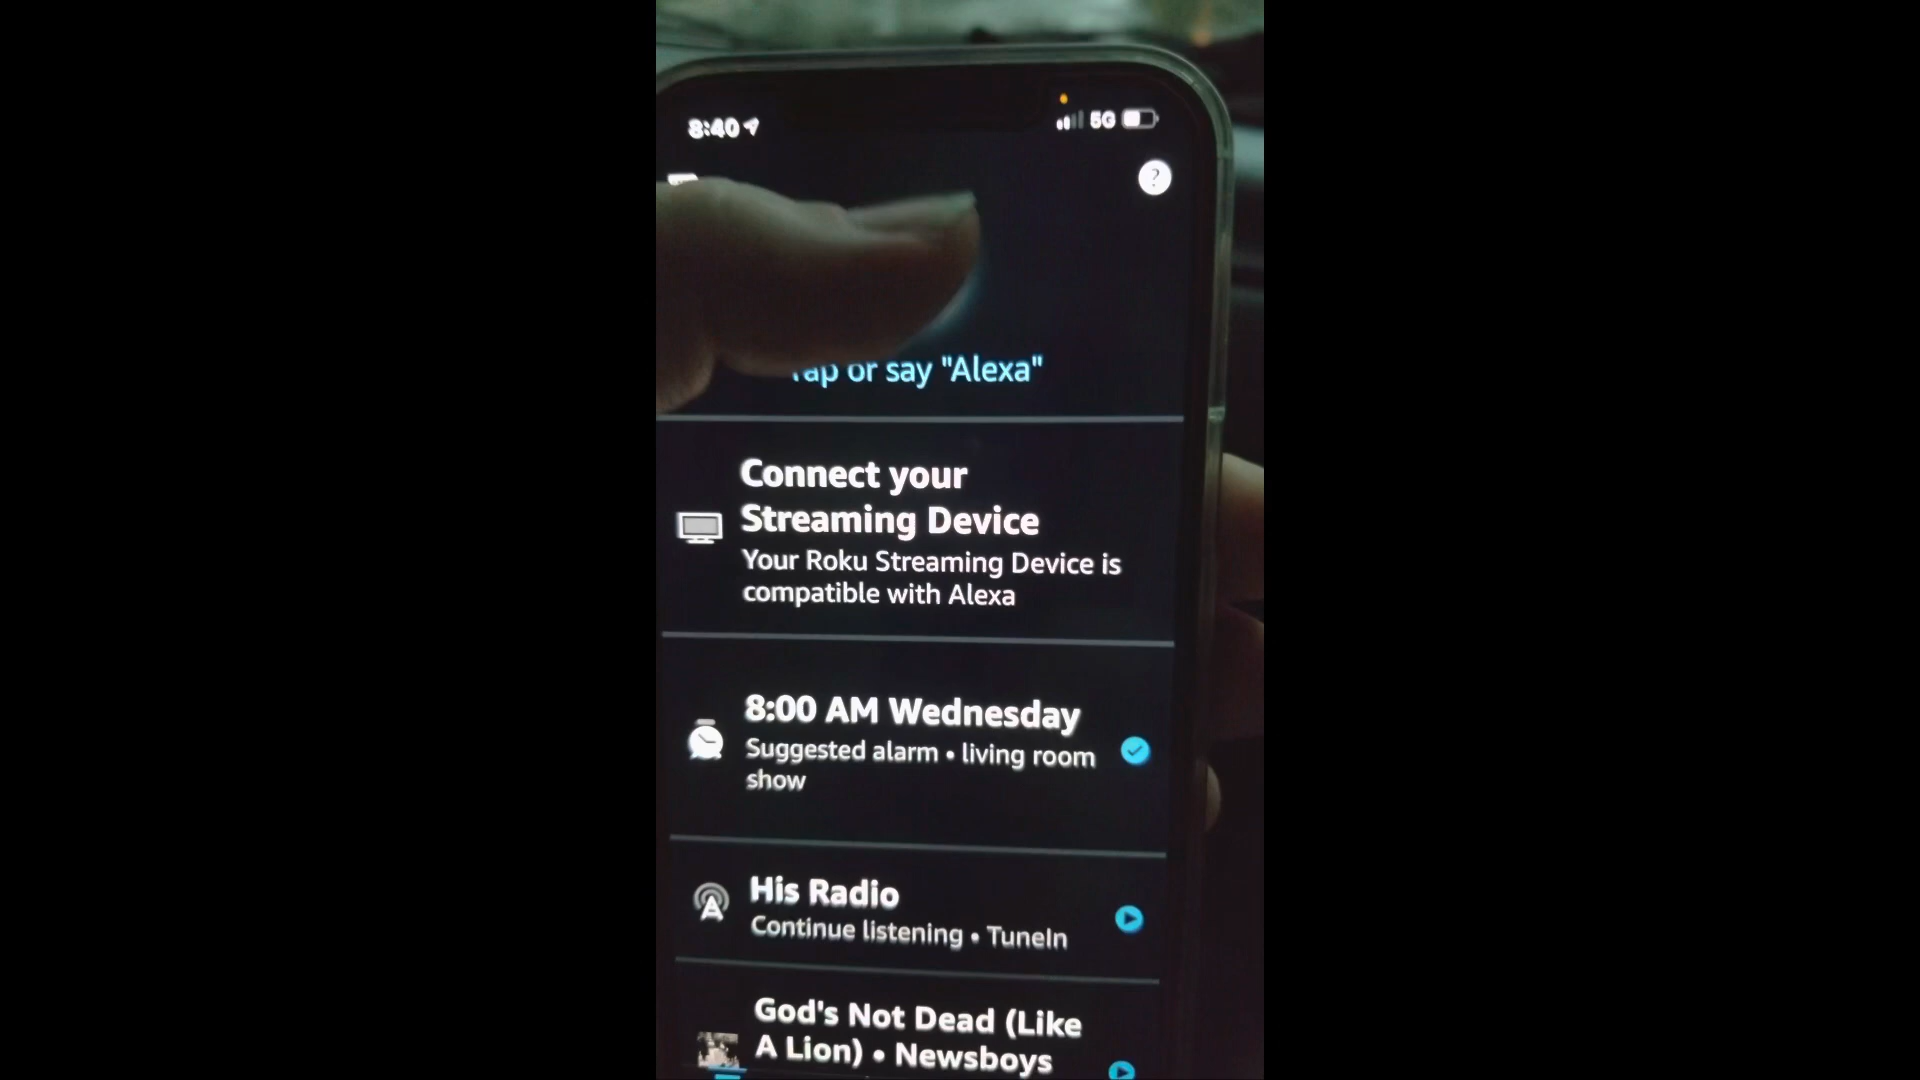 8:40
5G
?
Tap or say "Alexa"
Connect your
Streaming Device
Your Roku Streaming Device is
compatible with Alexa
8:00 AM Wednesday
Suggested alarm • living room
show
His Radio
Continue listening • TuneIn
God's Not Dead (Like
A Lion) • Newsboys